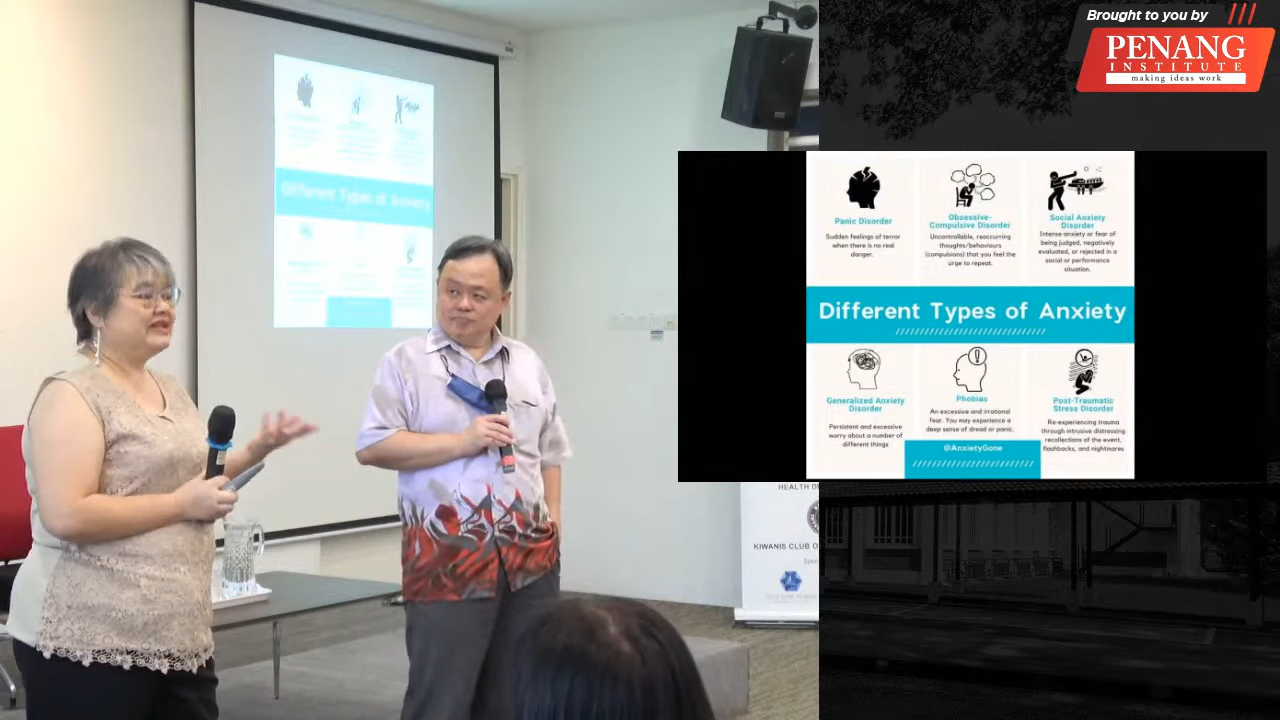 Brought to you by
PENANG
INSTITUTE
making ideas work
Different Types of Anxiety
Panic Disorder
Sudden feelings of terror
when there is no real
danger.
Obsessive-
Compulsive Disorder
Uncontrollable, reoccurring
thoughts/behaviours
(compulsions) that you feel the
urge to repeat.
Social Anxiety
Disorder
Intense anxiety or fear of
being judged, negatively
evaluated, or rejected in a
social or performance
situation.
Different Types of Anxiety
Generalized Anxiety
Disorder
Persistent and excessive
worry about a number of
different things
Phobias
An excessive and irrational
fear. You may experience a
deep sense of dread or panic.
Post-Traumatic
Stress Disorder
Re-experiencing trauma
through intrusive distressing
recollections of the event,
flashbacks, and nightmares
@AnxietyGone
HEALTH
KIWANIS CLUB